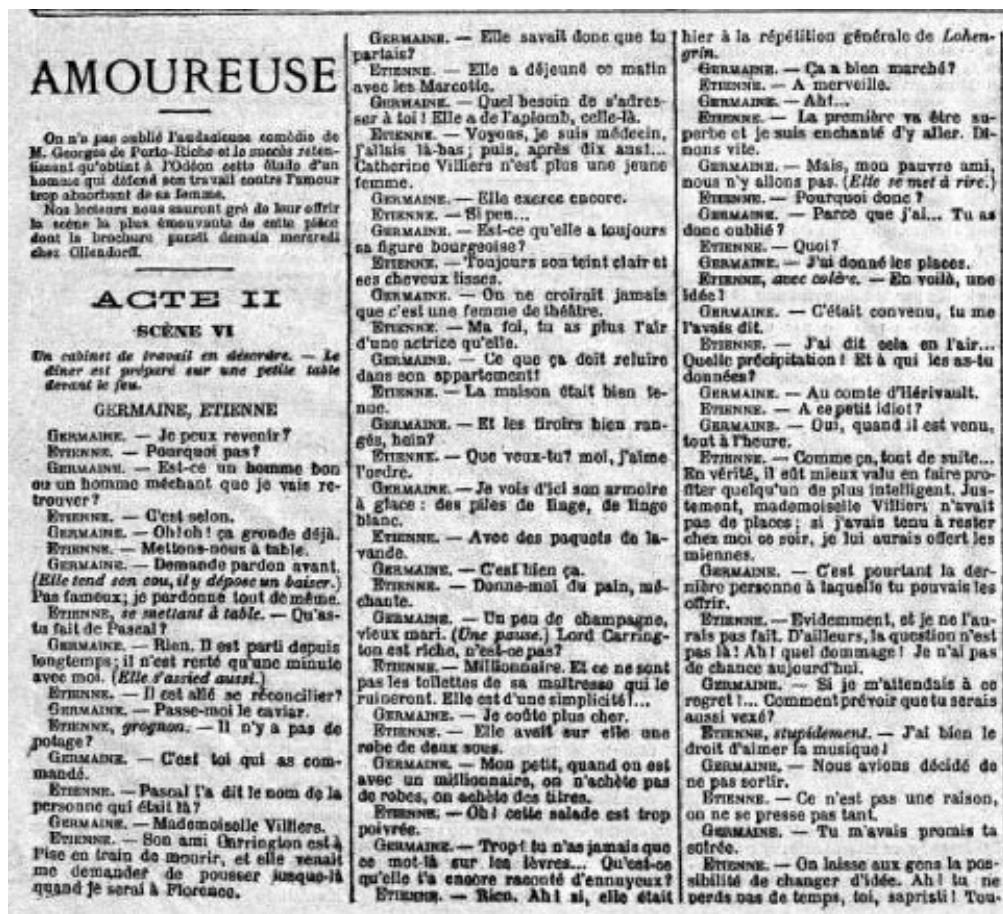 AMOUREUSE
On n'a pas oublié l'audacieuse comédie de
M. Georges de Porto-Riche et le succès reten-
tissant qu'obtint à l'Odéon cette étude d'un
homme qui défend son travail contre l'amour
trop absorbant de sa femme.
Nos lecteurs nous sauront gré de leur offrir
la scène la plus émouvante de cette pièce
dont la brochure paraît demain mercredi
chez Ollendorff.
ACTE II
SCÈNE VI
Un cabinet de travail en désordre. — Le
dîner est préparé sur une petite table
devant le feu.
GERMAINE, ETIENNE
GERMAINE. — Je peux revenir?
ETIENNE. — Pourquoi pas?
GERMAINE. — Est-ce un homme bon
ou un homme méchant que je vais re-
trouver?
ETIENNE. — C'est selon.
GERMAINE. — Oh! oh! ça gronde déjà.
ETIENNE. — Mettons-nous à table.
GERMAINE. — Demande pardon avant.
(Elle tend son cou, il y dépose un baiser.)
Pas fameux; je pardonne tout de même.
ETIENNE, se mettant à table. — Qu'as-
tu fait de Pascal?
GERMAINE. — Rien. Il est parti depuis
longtemps; il n'est resté qu'une minute
avec moi. (Elle s'assied aussi.)
ETIENNE. — Il est allé se réconcilier?
GERMAINE. — Passe-moi le caviar.
ETIENNE, grognon. — Il n'y a pas de
potage?
GERMAINE. — C'est toi qui as com-
mandé.
ETIENNE. — Pascal t'a dit le nom de la
personne qui était là?
GERMAINE. — Mademoiselle Villiers.
ETIENNE. — Son ami Carrington est à
Pise en train de mourir, et elle venait
me demander de pousser jusque-là
quand je serai à Florence.
GERMAINE. — Elle savait donc que tu
partais?
ETIENNE. — Elle a déjeuné ce matin
avec les Marcotte.
GERMAINE. — Quel besoin de s'adres-
ser à toi! Elle a de l'aplomb, celle-là.
ETIENNE. — Voyons, je suis médecin,
j'allais là-bas; puis, après dix ans!...
Catherine Villiers n'est plus une jeune
femme.
GERMAINE. — Elle exerce encore.
ETIENNE. — Si peu...
GERMAINE. — Est-ce qu'elle a toujours
sa figure bourgeoise?
ETIENNE. — Toujours son teint clair et
ses cheveux lisses.
GERMAINE. — On ne croirait jamais
que c'est une femme de théâtre.
ETIENNE. — Ma foi, tu as plus l'air
d'une actrice qu'elle.
GERMAINE. — Ce que ça doit reluire
dans son appartement!
ETIENNE. — La maison était bien te-
nue.
GERMAINE. — Et les tiroirs bien ran-
gés, hein?
ETIENNE. — Que veux-tu? moi, j'aime
l'ordre.
GERMAINE. — Je vois d'ici son armoire
à glace : des piles de linge, de linge
blanc.
ETIENNE. — Avec des paquets de la-
vande.
GERMAINE. — C'est bien ça.
ETIENNE. — Donne-moi du pain, mé-
chante.
GERMAINE. — Un peu de champagne,
vieux mari. (Une pause.) Lord Carring-
ton est riche, n'est-ce pas?
ETIENNE. — Millionnaire. Et ce ne sont
pas les toilettes de sa maîtresse qui le
ruineront. Elle est d'une simplicité!...
GERMAINE. — Je coûte plus cher.
ETIENNE. — Elle avait sur elle une
robe de deux sous.
GERMAINE. — Mon petit, quand on est
avec un millionnaire, on n'achète pas
de robes, on achète des titres.
ETIENNE. — Oh! cette salade est trop
poivrée.
GERMAINE. — Trop! tu n'as jamais que
ce mot-là sur les lèvres... Qu'est-ce
qu'elle t'a encore raconté d'ennuyeux?
ETIENNE. — Rien. Ah! si, elle était
hier à la répétition générale de Lohen-
grin.
GERMAINE. — Ça a bien marché?
ETIENNE. — A merveille.
GERMAINE. — Ah!...
ETIENNE. — La première va être su-
perbe et je suis enchanté d'y aller. Dî-
nons vite.
GERMAINE. — Mais, mon pauvre ami,
nous n'y allons pas. (Elle se met à rire.)
ETIENNE. — Pourquoi donc?
GERMAINE. — Parce que j'ai... Tu as
donc oublié?
ETIENNE. — Quoi?
GERMAINE. — J'ai donné les places.
ETIENNE, avec colère. — En voilà, une
idée!
GERMAINE. — C'était convenu, tu me
l'avais dit.
ETIENNE. — J'ai dit cela en l'air...
Quelle précipitation! Et à qui les as-tu
données?
GERMAINE. — Au comte d'Hérivault.
ETIENNE. — A ce petit idiot?
GERMAINE. — Oui, quand il est venu,
tout à l'heure.
ETIENNE. — Comme ça, tout de suite...
En vérité, il eût mieux valu en faire pro-
fiter quelqu'un de plus intelligent. Jus-
tement, mademoiselle Villiers n'avait
pas de places; si j'avais tenu à rester
chez moi ce soir, je lui aurais offert les
miennes.
GERMAINE. — C'est pourtant la der-
nière personne à laquelle tu pouvais les
offrir.
ETIENNE. — Evidemment, et je ne l'au-
rais pas fait. D'ailleurs, la question n'est
pas là! Ah! quel dommage! Je n'ai pas
de chance aujourd'hui.
GERMAINE. — Si je m'attendais à ce
regret!... Comment prévoir que tu serais
aussi vexé?
ETIENNE, stupidement. — J'ai bien le
droit d'aimer la musique!
GERMAINE. — Nous avions décidé de
ne pas sortir.
ETIENNE. — Ce n'est pas une raison,
on ne se presse pas tant.
GERMAINE. — Tu m'avais promis ta
soirée.
ETIENNE. — On laisse aux gens la pos-
sibilité de changer d'idée. Ah! tu ne
perds pas de temps, toi, sapristi! Tou